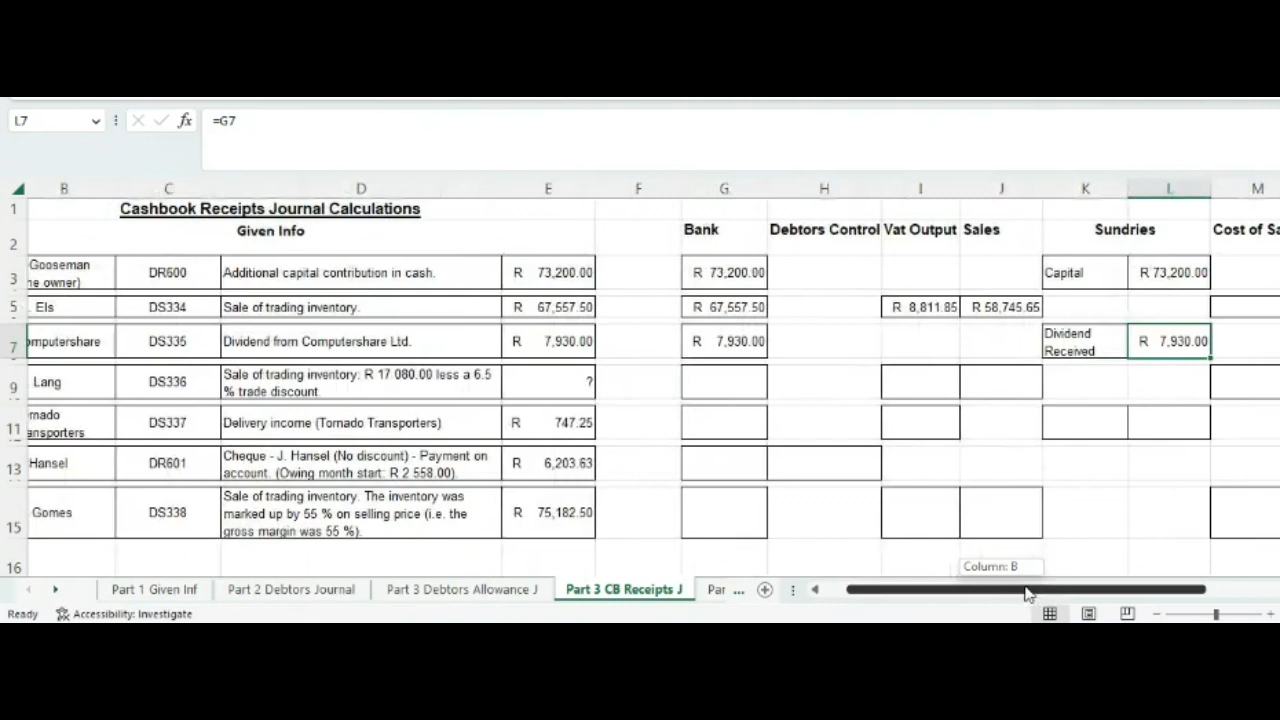 L7 fx =G7
B C D E F G H I J K L M
1 Cashbook Receipts Journal Calculations
2 Given Info Bank Debtors Control Vat Output Sales Sundries Cost of Sa
3 Gooseman
ne owner) DR600 Additional capital contribution in cash. R 73,200.00 R 73,200.00 Capital R 73,200.00
5 . Els DS334 Sale of trading inventory. R 67,557.50 R 67,557.50 R 8,811.85 R 58,745.65
7 omputershare DS335 Dividend from Computershare Ltd. R 7,930.00 R 7,930.00 Dividend
Received R 7,930.00
9 Lang DS336 Sale of trading inventory: R 17 080.00 less a 6.5
% trade discount ?
11 rnado
ansporters DS337 Delivery income (Tornado Transporters) R 747.25
13 Hansel DR601 Cheque - J. Hansel (No discount) - Payment on
account. (Owing month start: R 2 558.00). R 6,203.63
15 Gomes DS338 Sale of trading inventory. The inventory was
marked up by 55 % on selling price (i.e. the
gross margin was 55 %). R 75,182.50
16
Column: B
Part 1 Given Inf Part 2 Debtors Journal Part 3 Debtors Allowance J Part 3 CB Receipts J Par ...
Ready Accessibility: Investigate